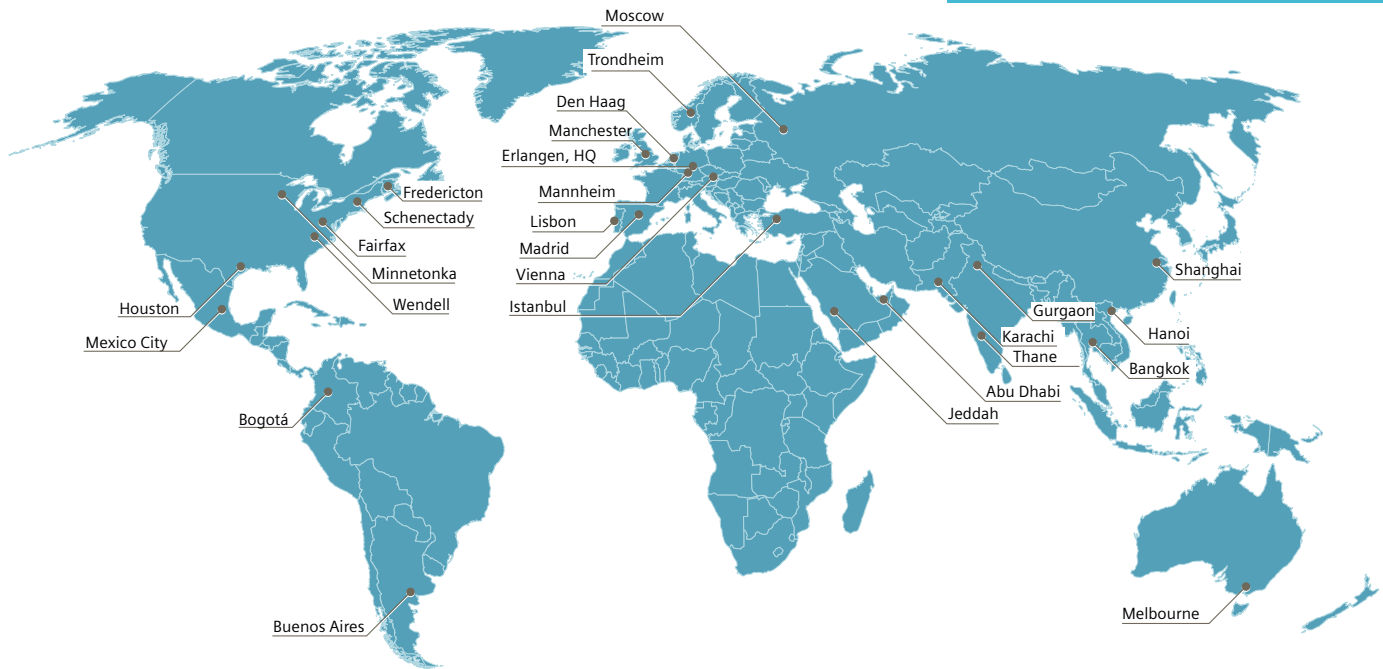 Moscow
Trondheim
Den Haag
Manchester
Erlangen, HQ
Mannheim
Lisbon
Madrid
Vienna
Istanbul
Fredericton
Schenectady
Fairfax
Minnetonka
Wendell
Houston
Mexico City
Bogotá
Buenos Aires
Shanghai
Gurgaon
Karachi
Hanoi
Thane
Bangkok
Abu Dhabi
Jeddah
Melbourne